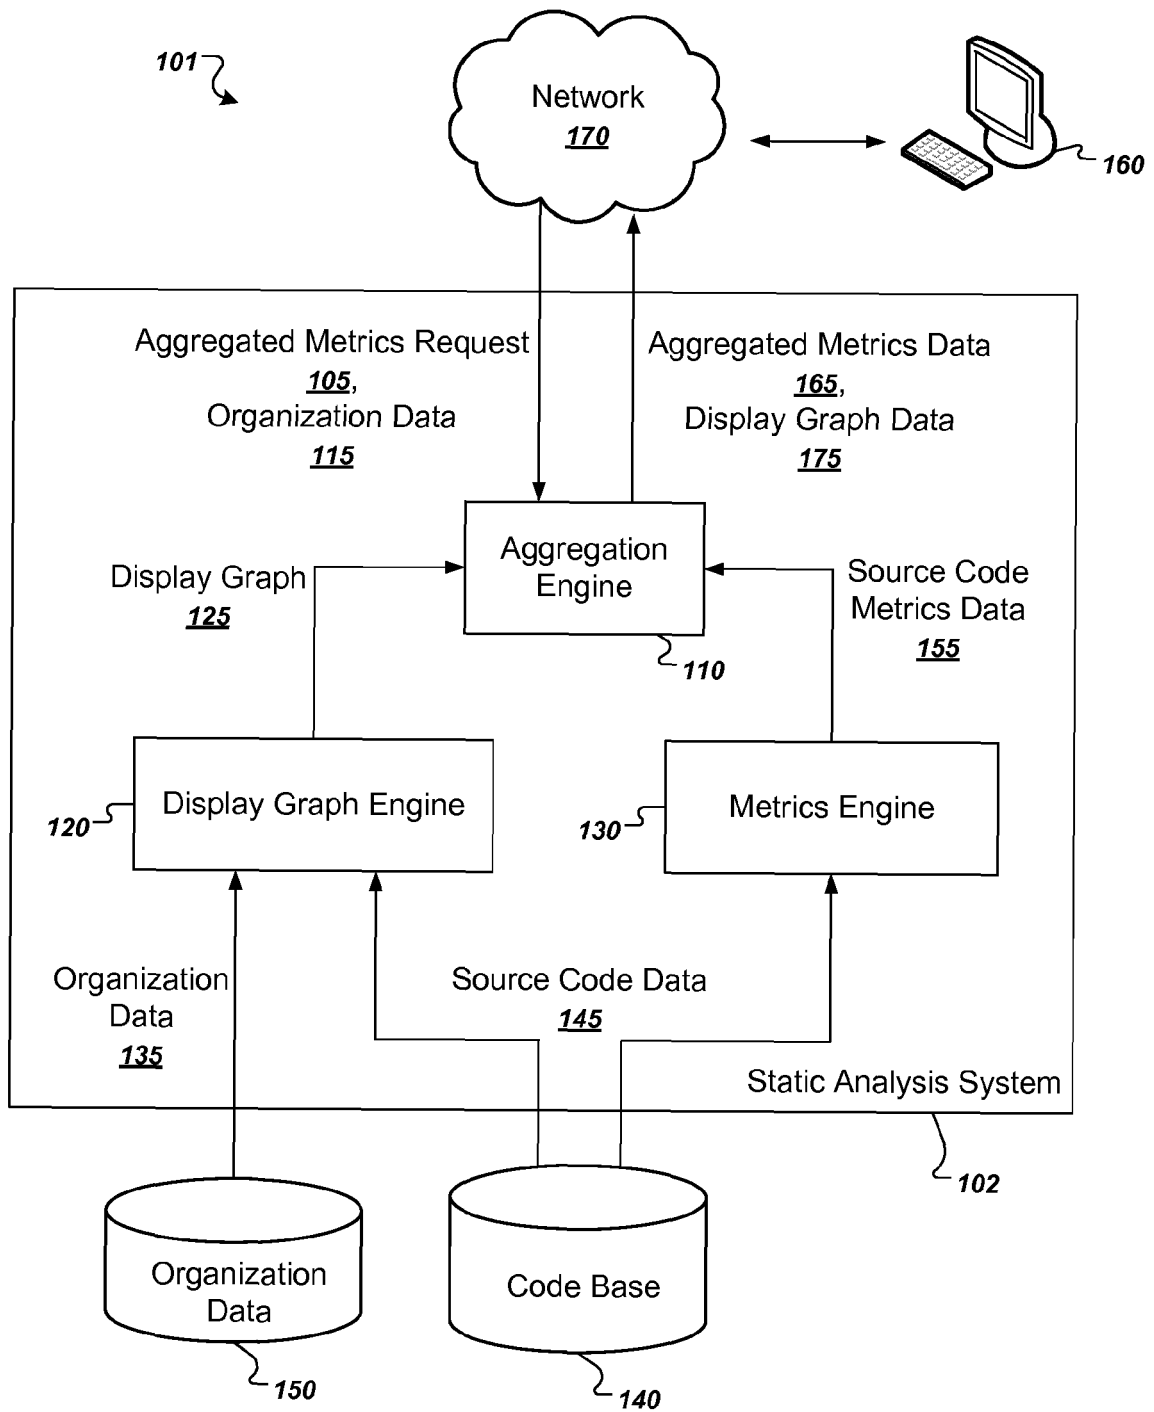 101
Network
170
160
Aggregated Metrics Request
105,
Organization Data
115
Aggregated Metrics Data
165,
Display Graph Data
175
Aggregation
Engine
110
Display Graph
125
Source Code
Metrics Data
155
Display Graph Engine
120
Metrics Engine
130
Organization
Data
135
Source Code Data
145
Static Analysis System
102
Organization
Data
150
Code Base
140